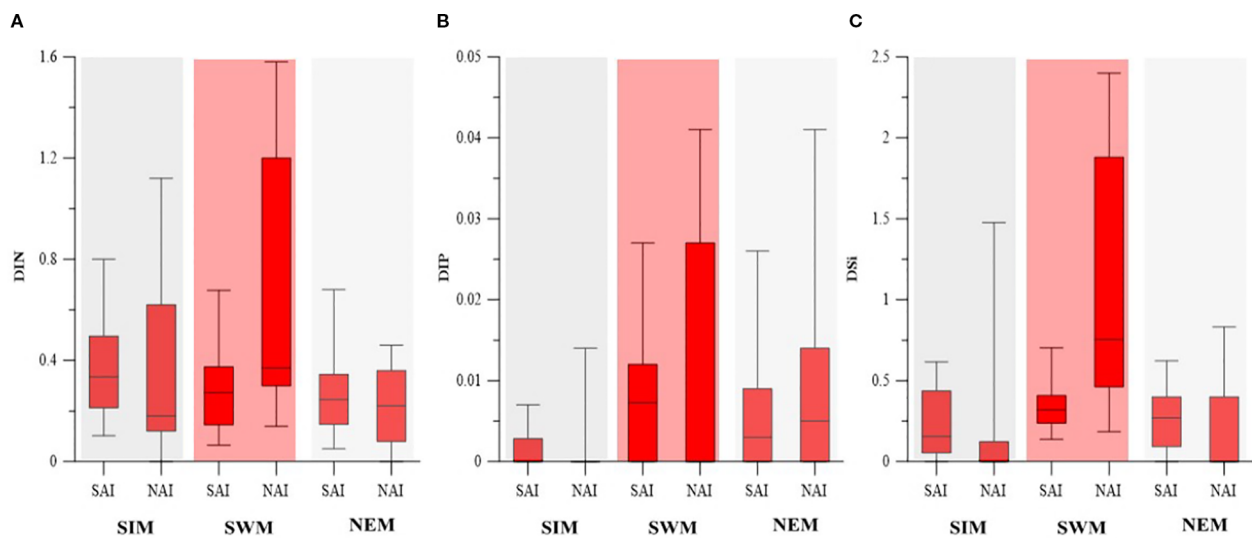 A
B
C
1.6
1.2
0.8
0.4
0
DIN
SAI NAI SAI NAI SAI NAI
SIM SWM NEM
0.05
0.04
0.03
0.02
0.01
0
DIP
SAI NAI SAI NAI SAI NAI
SIM SWM NEM
2.5
2
1.5
1
0.5
0
DSi
SAI NAI SAI NAI SAI NAI
SIM SWM NEM